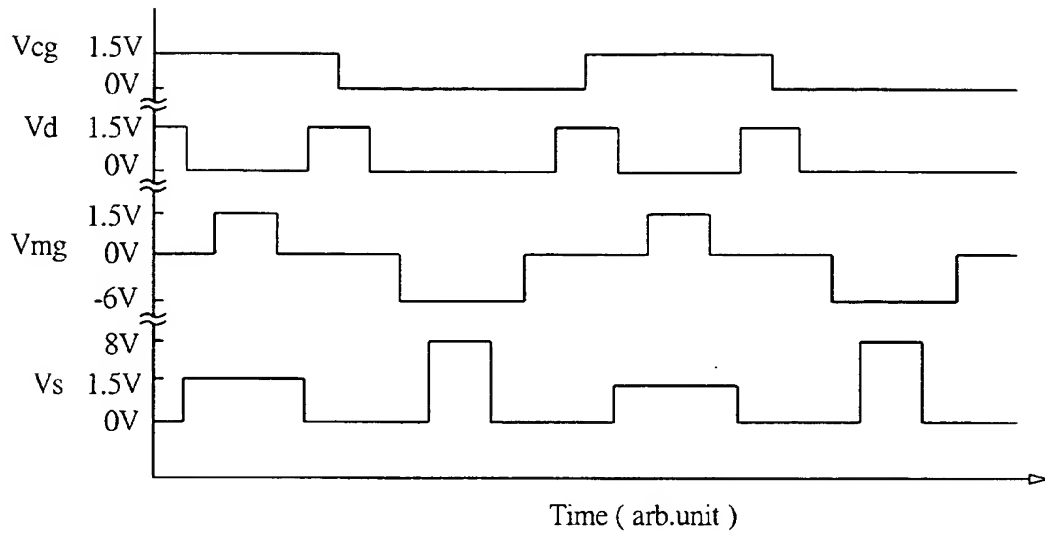 Vcg 1.5V
0V
Vd 1.5V
0V
1.5V
Vmg 0V
-6V
8V
Vs 1.5V
0V
Time ( arb.unit )